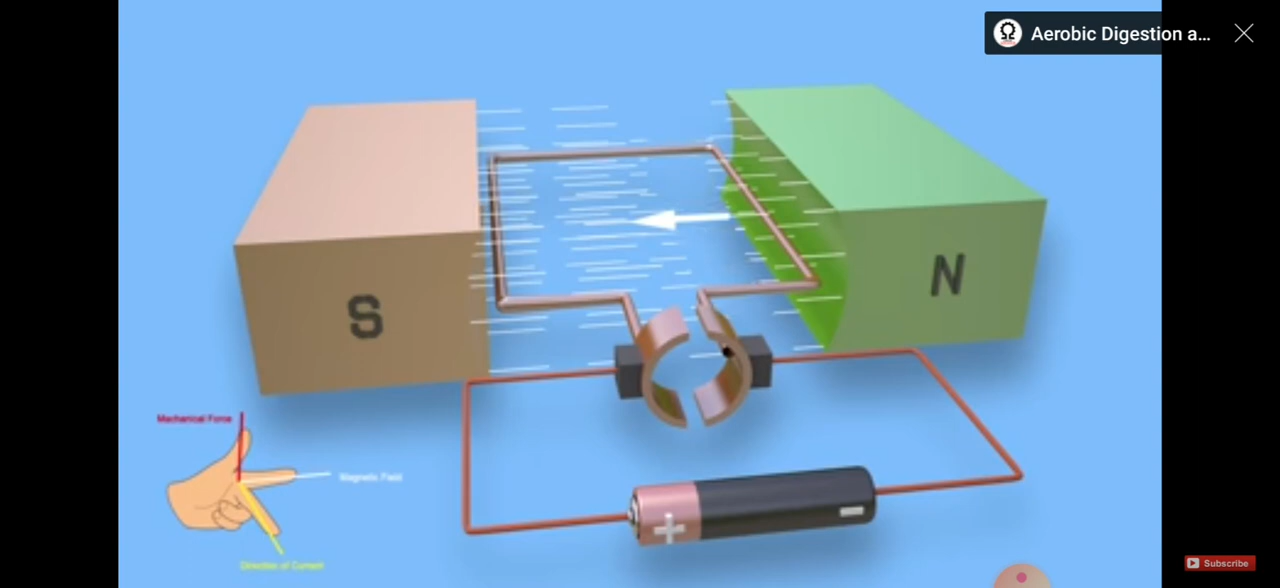 Aerobic Digestion a...
S
N
Mechanical Force
Magnetic Field
Direction of Current
+
-
Subscribe